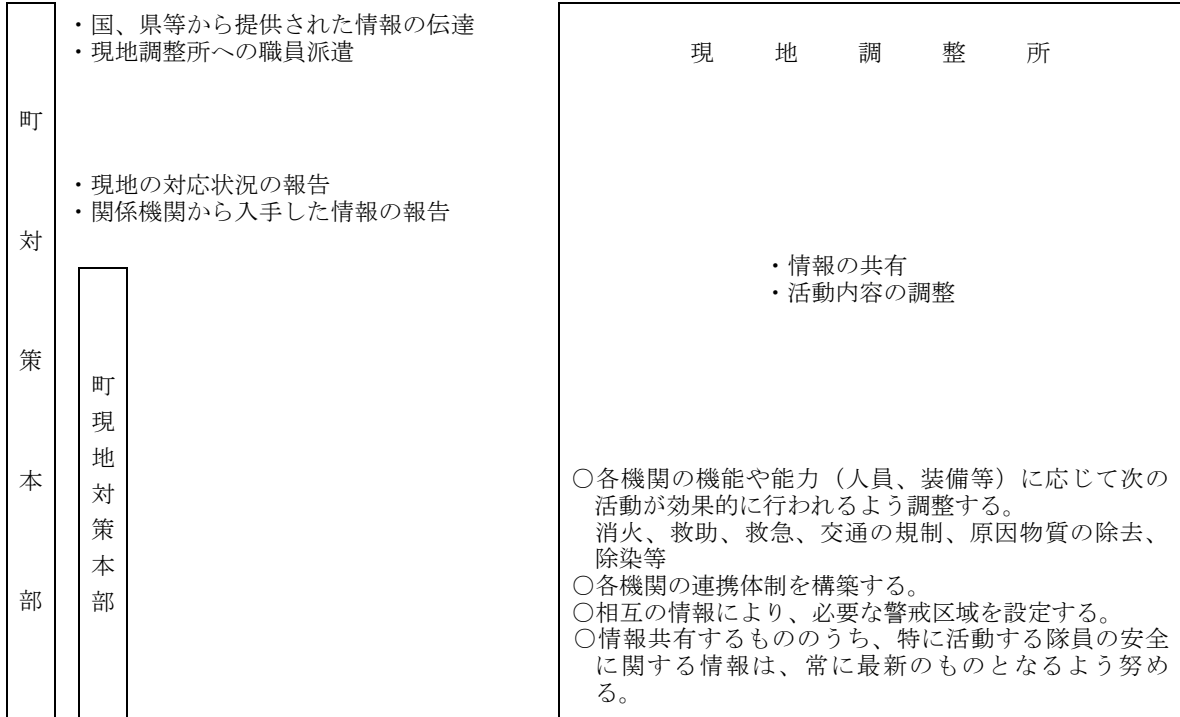 町対策本部
・国、県等から提供された情報の伝達
・現地調整所への職員派遣
・現地の対応状況の報告
・関係機関から入手した情報の報告
町現地対策本部
現地調整所
・情報の共有
・活動内容の調整
○各機関の機能や能力（人員、装備等）に応じて次の
活動が効果的に行われるよう調整する。
消火、救助、救急、交通の規制、原因物質の除去、
除染等
○各機関の連携体制を構築する。
○相互の情報により、必要な警戒区域を設定する。
○情報共有するもののうち、特に活動する隊員の安全
に関する情報は、常に最新のものとなるよう努め
る。